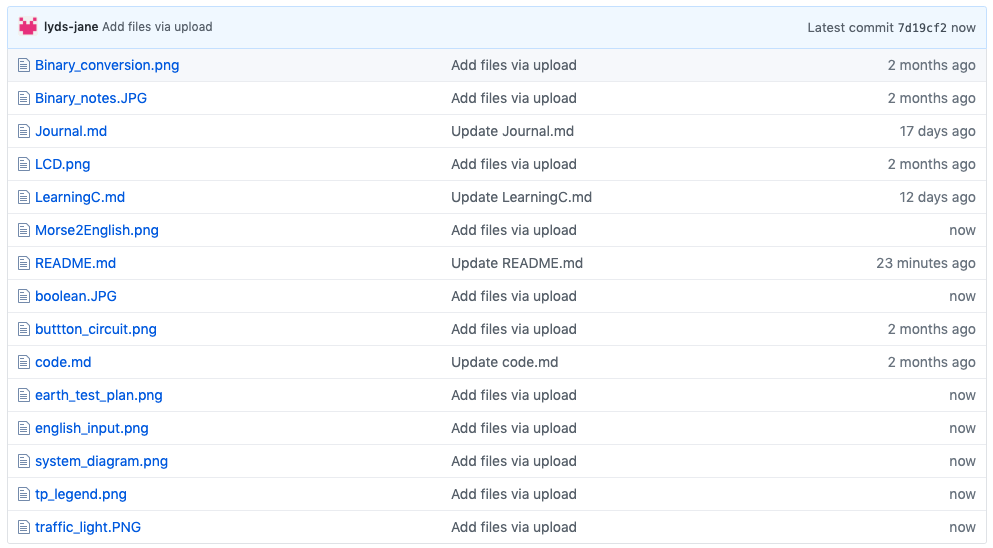 lyds-jane Add files via upload Latest commit 7d19cf2 now
Binary_conversion.png Add files via upload 2 months ago
Binary_notes.JPG Add files via upload 2 months ago
Journal.md Update Journal.md 17 days ago
LCD.png Add files via upload 2 months ago
LearningC.md Update LearningC.md 12 days ago
Morse2English.png Add files via upload now
README.md Update README.md 23 minutes ago
boolean.JPG Add files via upload now
buttton_circuit.png Add files via upload 2 months ago
code.md Update code.md 2 months ago
earth_test_plan.png Add files via upload now
english_input.png Add files via upload now
system_diagram.png Add files via upload now
tp_legend.png Add files via upload now
traffic_light.PNG Add files via upload now